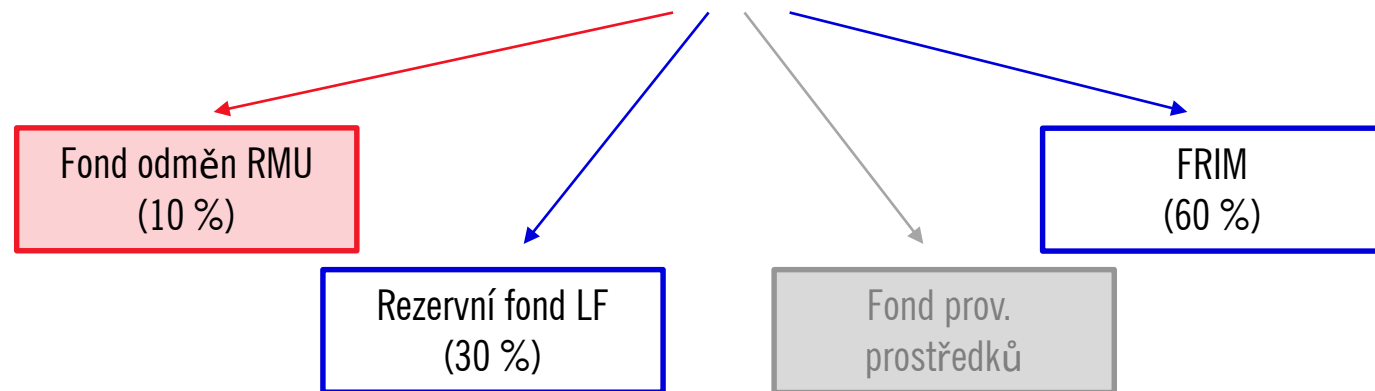 Fond odměn RMU
(10 %)
Rezervní fond LF
(30 %)
Fond prov.
prostředků
FRIM
(60 %)